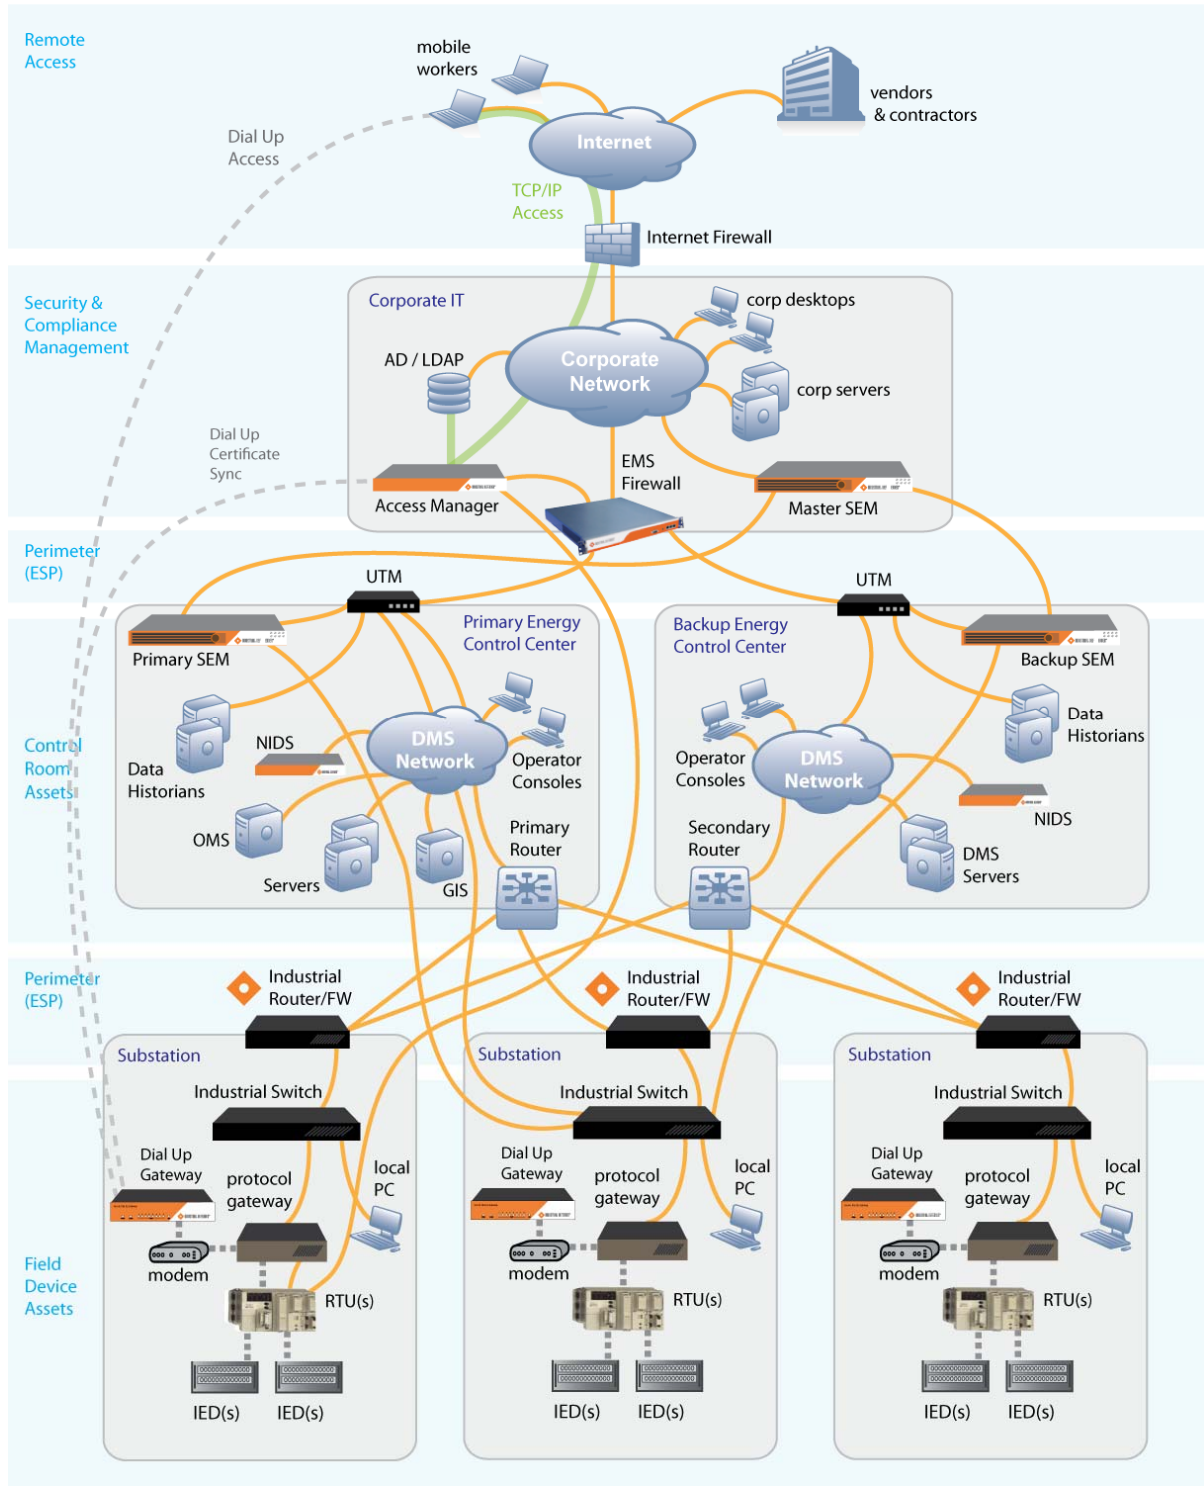 Remote
Access
mobile
workers
vendors
& contractors
Dial Up
Access
Internet
TCP/IP
Access
Internet Firewall
Security &
Compliance
Management
Corporate IT
corp desktops
AD / LDAP
Corporate
Network
corp servers
Dial Up
Certificate
Sync
EMS
Firewall
Access Manager
Master SEM
Perimeter
(ESP)
UTM
UTM
Primary SEM
Primary Energy
Control Center
Backup Energy
Control Center
Backup SEM
Control
Room
Assets
Data
Historians
NIDS
DMS
Network
Operator
Consoles
Operator
Consoles
DMS
Network
Data
Historians
NIDS
OMS
Servers
GIS
Primary
Router
Secondary
Router
DMS
Servers
Perimeter
(ESP)
Industrial
Router/FW
Industrial
Router/FW
Industrial
Router/FW
Substation
Substation
Substation
Industrial Switch
Industrial Switch
Industrial Switch
Field
Device
Assets
Dial Up
Gateway
protocol
gateway
local
PC
modem
RTU(s)
IED(s)
IED(s)
Dial Up
Gateway
protocol
gateway
local
PC
modem
RTU(s)
IED(s)
IED(s)
Dial Up
Gateway
protocol
gateway
local
PC
modem
RTU(s)
IED(s)
IED(s)